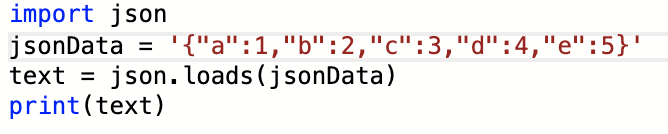 import json
jsonData = '{"a":1,"b":2,"c":3,"d":4,"e":5}'
text = json.loads(jsonData)
print(text)